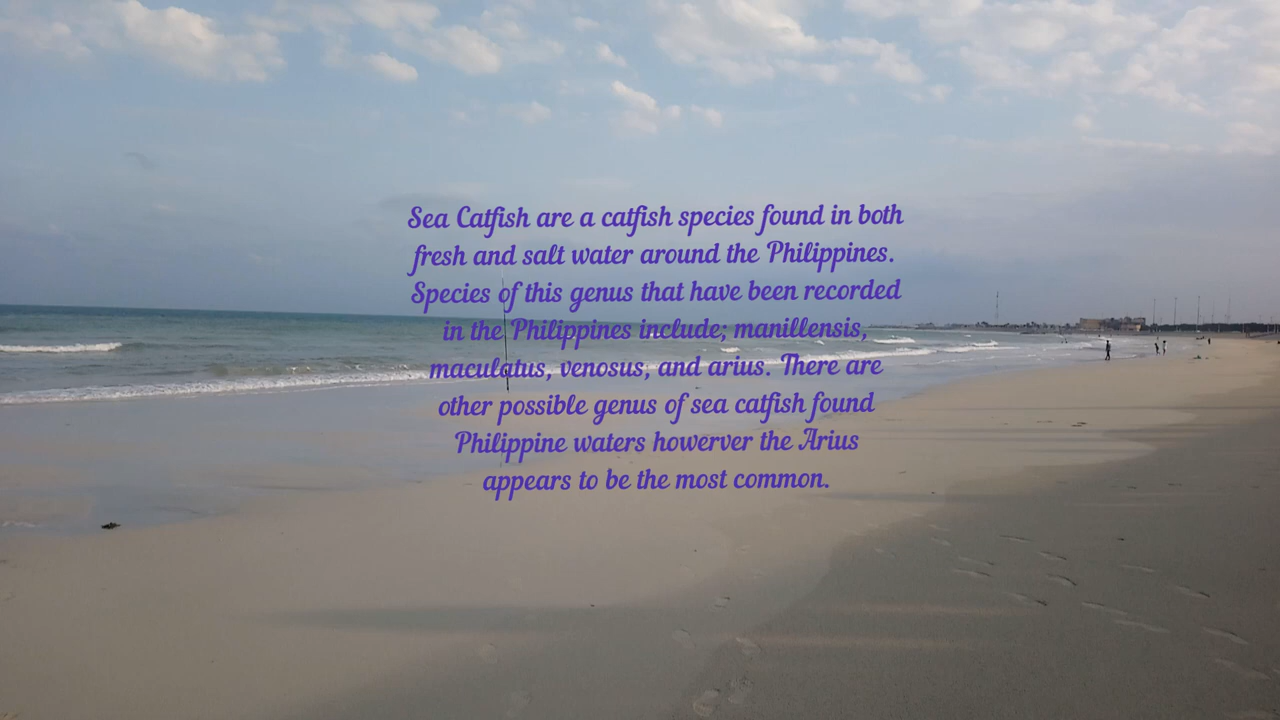 Sea Catfish are a catfish species found in both
fresh and salt water around the Philippines.
Species of this genus that have been recorded
in the Philippines include; manillensis,
maculatus, venosus, and arius. There are
other possible genus of sea catfish found
Philippine waters howerver the Arius
appears to be the most common.